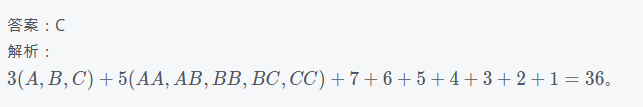 答案：C
解析：
3(A, B, C) + 5(AA, AB, BB, BC, CC) + 7 + 6 + 5 + 4 + 3 + 2 + 1 = 36。